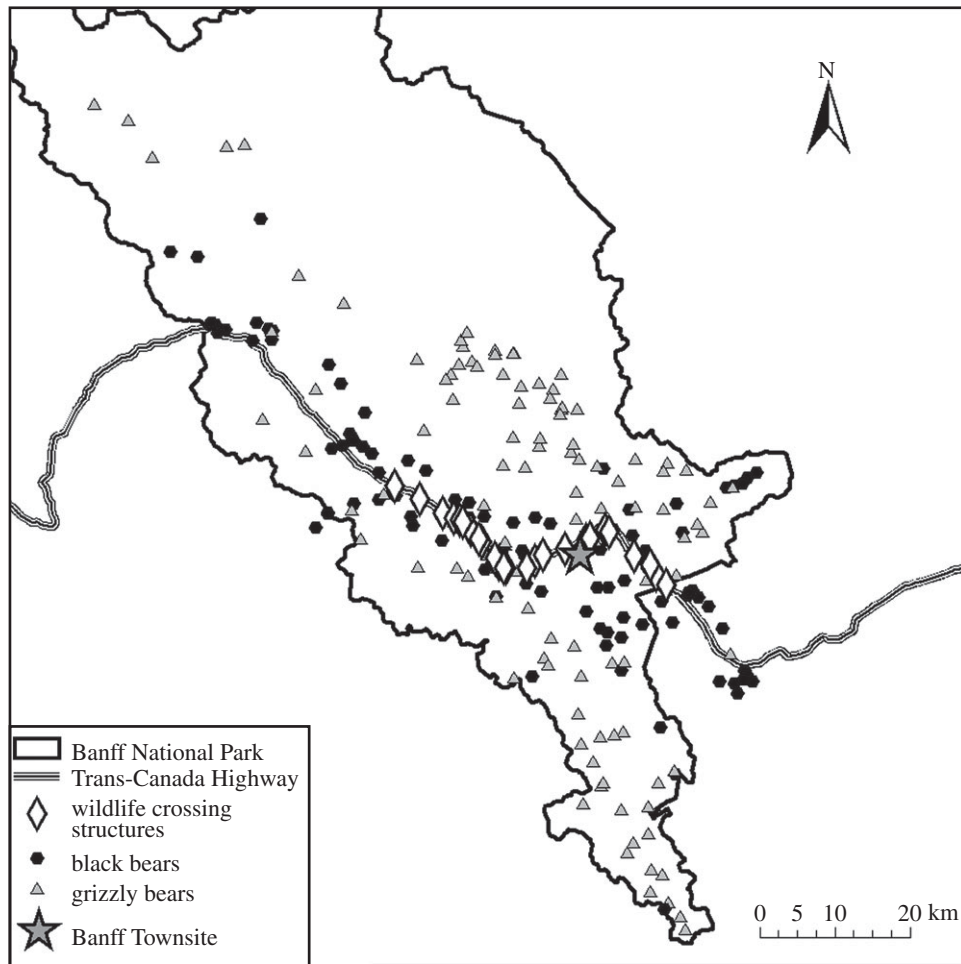 N
Banff National Park
Trans-Canada Highway
wildlife crossing
structures
black bears
grizzly bears
Banff Townsite
0 5 10 20 km